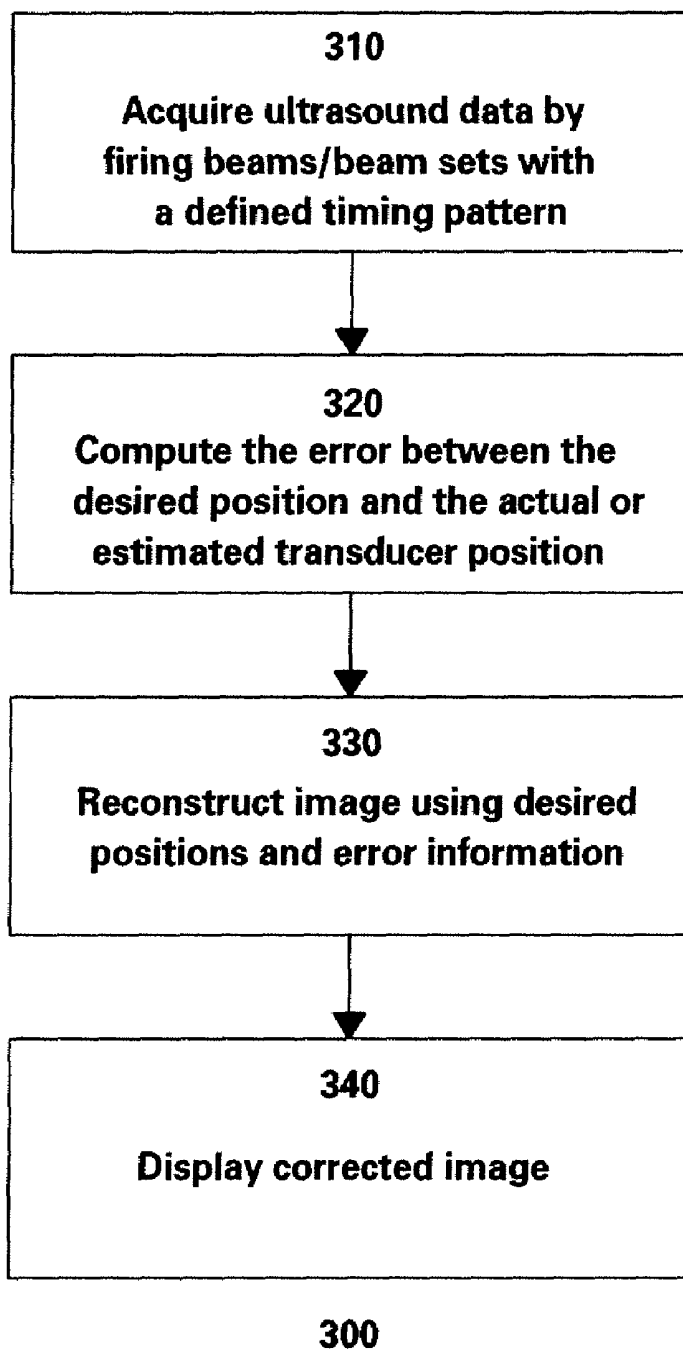 310
Acquire ultrasound data by
firing beams/beam sets with
a defined timing pattern
320
Compute the error between the
desired position and the actual or
estimated transducer position
330
Reconstruct image using desired
positions and error information
340
Display corrected image
300